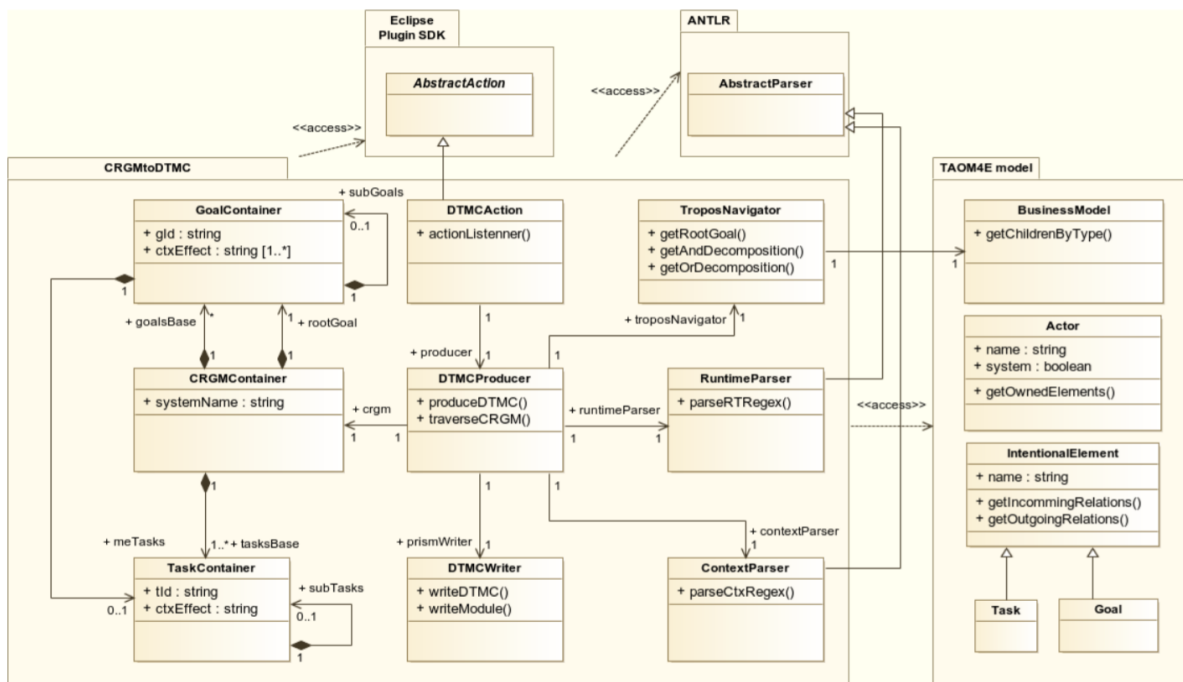 Eclipse
Plugin SDK
AbstractAction
ANTLR
AbstractParser
<<access>>
<<access>>
CRGMtoDTMC
TAOM4E model
GoalContainer
+ gId : string
+ ctxEffect : string [1..*]
+ subGoals
0..1
1
1
DTMCAction
+ actionListenner()
TroposNavigator
+ getRootGoal()
+ getAndDecomposition()
+ getOrDecomposition()
1
1
BusinessModel
+ getChildrenByType()
+ goalsBase
*
1
+ rootGoal
1
1
1
+ producer
1
+ troposNavigator
1
1
Actor
+ name : string
+ system : boolean
+ getOwnedElements()
CRGMContainer
+ systemName : string
+ crgm
1
1
DTMCProducer
+ produceDTMC()
+ traverseCRGM()
+ runtimeParser
1
1
RuntimeParser
+ parseRTRegex()
<<access>>
IntentionalElement
+ name : string
+ getIncommingRelations()
+ getOutgoingRelations()
1
1
1
+ meTasks
1..*
+ tasksBase
+ prismWriter
1
+ contextParser
1
TaskContainer
+ tId : string
+ ctxEffect : string
0..1
+ subTasks
0..1
1
DTMCWriter
+ writeDTMC()
+ writeModule()
ContextParser
+ parseCtxRegex()
Task
Goal